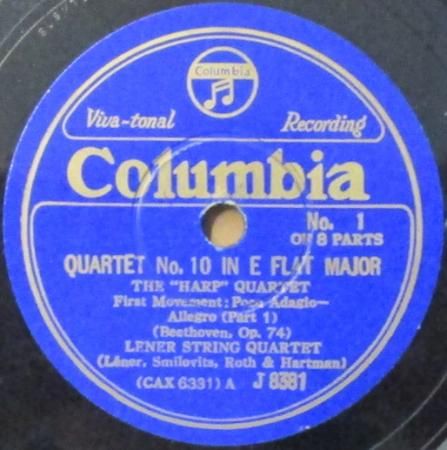 Columbia
Viva-tonal Recording
Columbia
No. 1
OF 8 PARTS
QUARTET No. 10 IN E FLAT MAJOR
THE "HARP" QUARTET
First Movement: Poco Adagio—
Allegro (Part 1)
(Beethoven, Op. 74)
LENER STRING QUARTET
(Léner, Smilovits, Roth & Hartman)
(CAX 6331) A J 8391